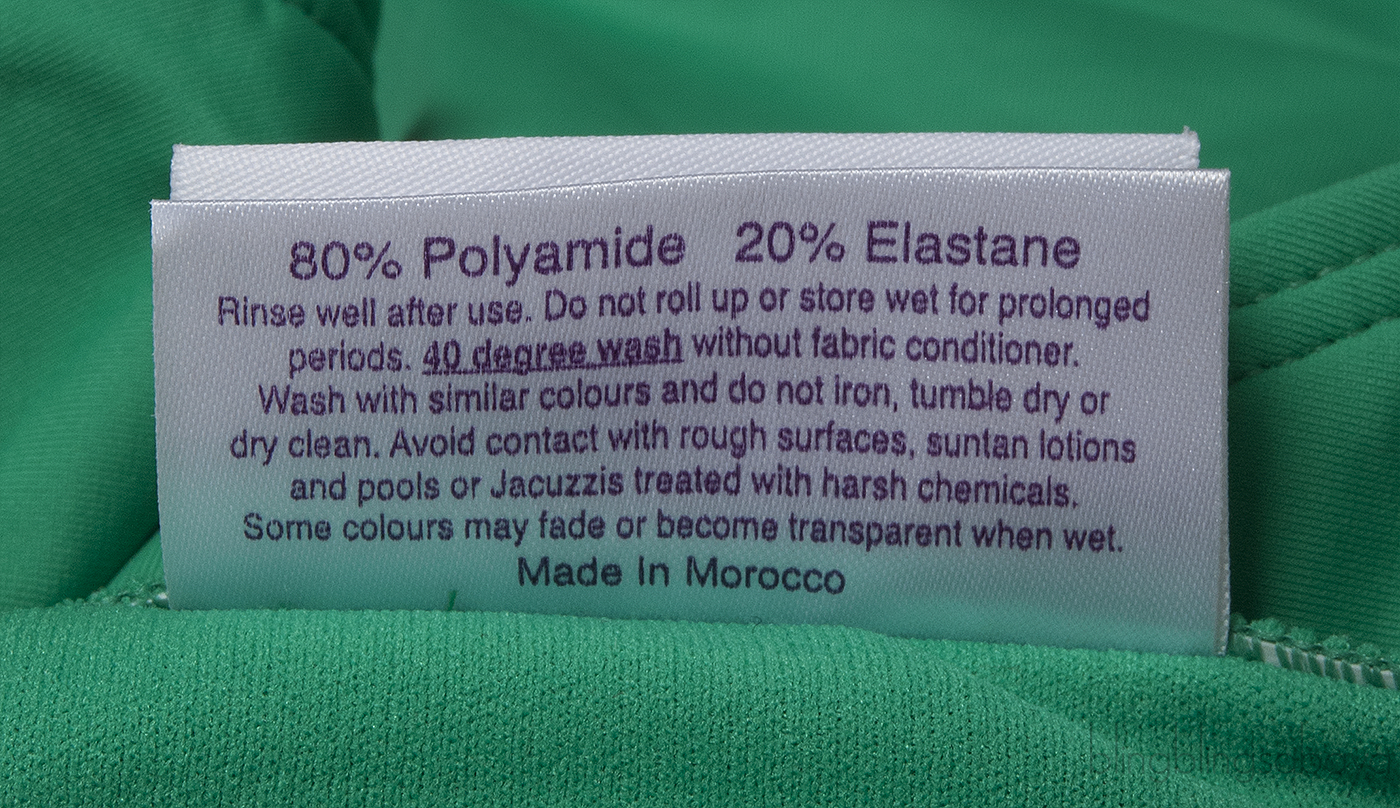 80% Polyamide 20% Elastane
Rinse well after use. Do not roll up or store wet for prolonged
periods. 40 degree wash without fabric conditioner.
Wash with similar colours and do not iron, tumble dry or
dry clean. Avoid contact with rough surfaces, suntan lotions
and pools or Jacuzzis treated with harsh chemicals.
Some colours may fade or become transparent when wet.
Made In Morocco